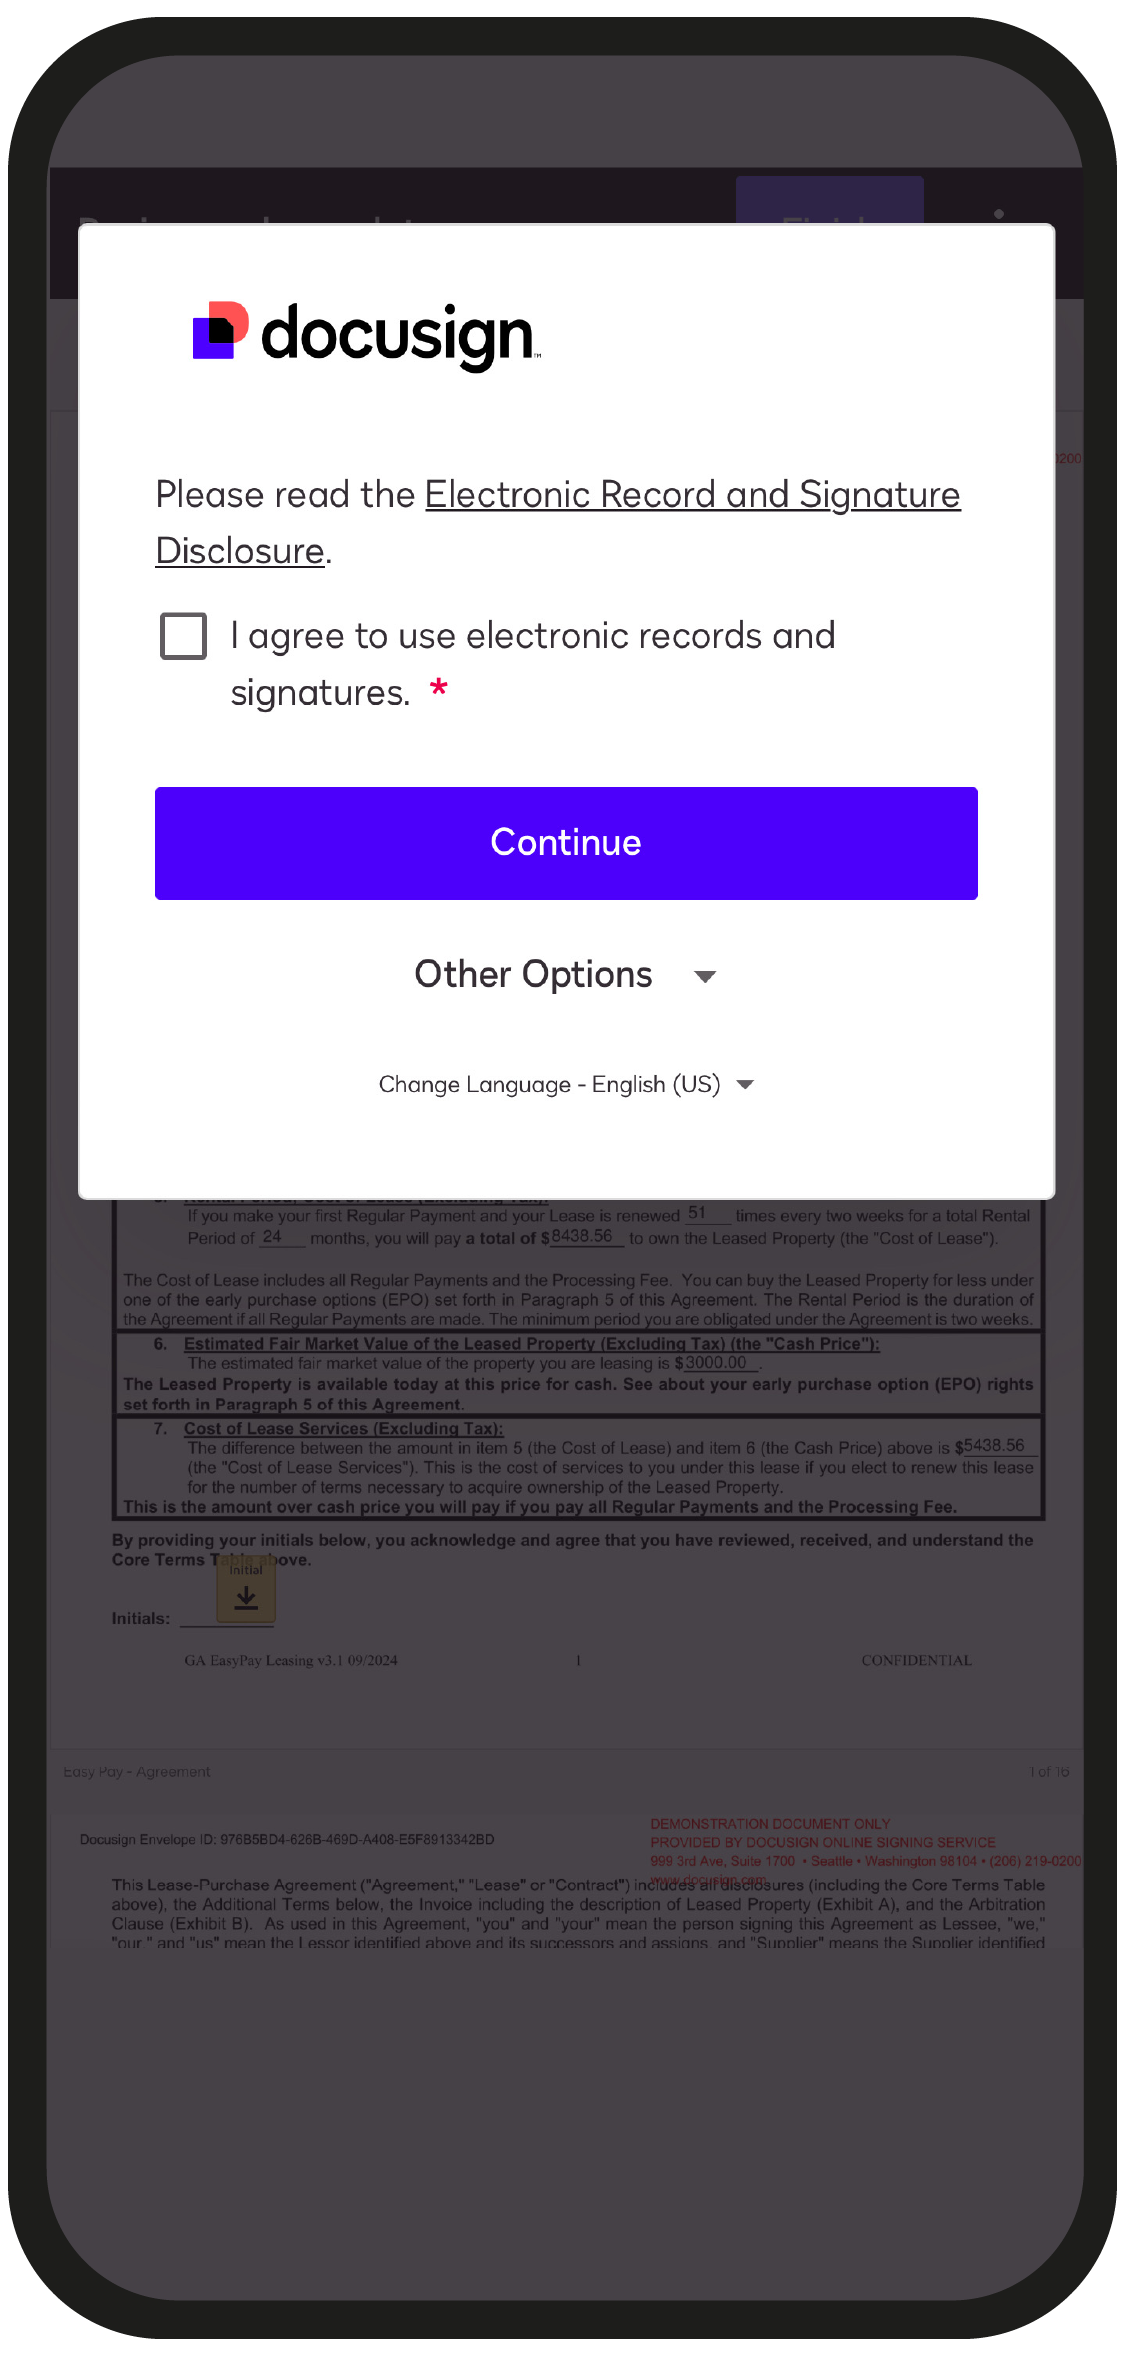 docusign™
Please read the Electronic Record and Signature
Disclosure.
I agree to use electronic records and
signatures. *
Continue
Other Options
Change Language - English (US)
0200
If you make your first Regular Payment and your Lease is renewed 51 times every two weeks for a total Rental
Period of 24 months, you will pay a total of $8438.56 to own the Leased Property (the "Cost of Lease").
The Cost of Lease includes all Regular Payments and the Processing Fee. You can buy the Leased Property for less under
one of the early purchase options (EPO) set forth in Paragraph 5 of this Agreement. The Rental Period is the duration of
the Agreement if all Regular Payments are made. The minimum period you are obligated under the Agreement is two weeks.
6. Estimated Fair Market Value of the Leased Property (Excluding Tax) (the "Cash Price"):
The estimated fair market value of the property you are leasing is $3000.00.
The Leased Property is available today at this price for cash. See about your early purchase option (EPO) rights
set forth in Paragraph 5 of this Agreement.
7. Cost of Lease Services (Excluding Tax):
The difference between the amount in item 5 (the Cost of Lease) and item 6 (the Cash Price) above is $5438.56
(the "Cost of Lease Services"). This is the cost of services to you under this lease if you elect to renew this lease
for the number of terms necessary to acquire ownership of the Leased Property.
This is the amount over cash price you will pay if you pay all Regular Payments and the Processing Fee.
By providing your initials below, you acknowledge and agree that you have reviewed, received, and understand the
Core Terms Table above.
Initial
Initials:
GA EasyPay Leasing v3.1 09/2024 1 CONFIDENTIAL
Easy Pay - Agreement 1 of 16
Docusign Envelope ID: 976B5BD4-626B-469D-A408-E5F8913342BD
DEMONSTRATION DOCUMENT ONLY
PROVIDED BY DOCUSIGN ONLINE SIGNING SERVICE
999 3rd Ave, Suite 1700 • Seattle • Washington 98104 • (206) 219-0200
www.docusign.com
This Lease-Purchase Agreement ("Agreement," "Lease" or "Contract") includes all disclosures (including the Core Terms Table
above), the Additional Terms below, the Invoice including the description of Leased Property (Exhibit A), and the Arbitration
Clause (Exhibit B). As used in this Agreement, "you" and "your" mean the person signing this Agreement as Lessee, "we,"
"our " and "us" mean the Lessor identified above and its successors and assigns, and "Supplier" means the Supplier identified